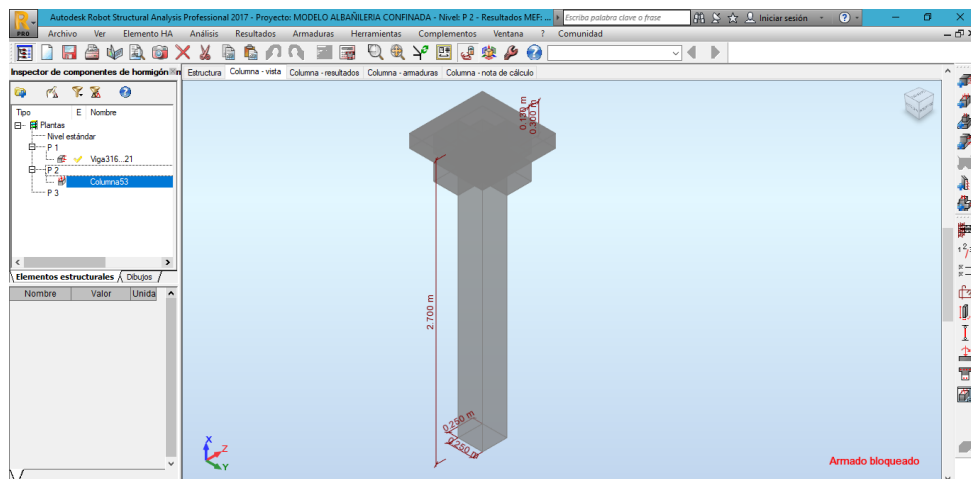 Autodesk Robot Structural Analysis Professional 2017 - Proyecto: MODELO ALBAÑILERIA CONFINADA - Nivel: P 2 - Resultados MEF: ...
Escriba palabra clave o frase
Iniciar sesión
PRO
Archivo Ver Elemento HA Análisis Resultados Armaduras Herramientas Complementos Ventana ? Comunidad
Inspector de componentes de hormigón
Estructura Columna - vista Columna - resultados Columna - armaduras Columna - nota de cálculo
Tipo E Nombre
Plantas
Nivel estándar
P 1
Viga316...21
P 2
Columna53
P 3
Elementos estructurales Dibujos
Nombre Valor Unida
0.130 m
0.300 m
2.700 m
0.250 m
0.250 m
X
Z
Y
Armado bloqueado